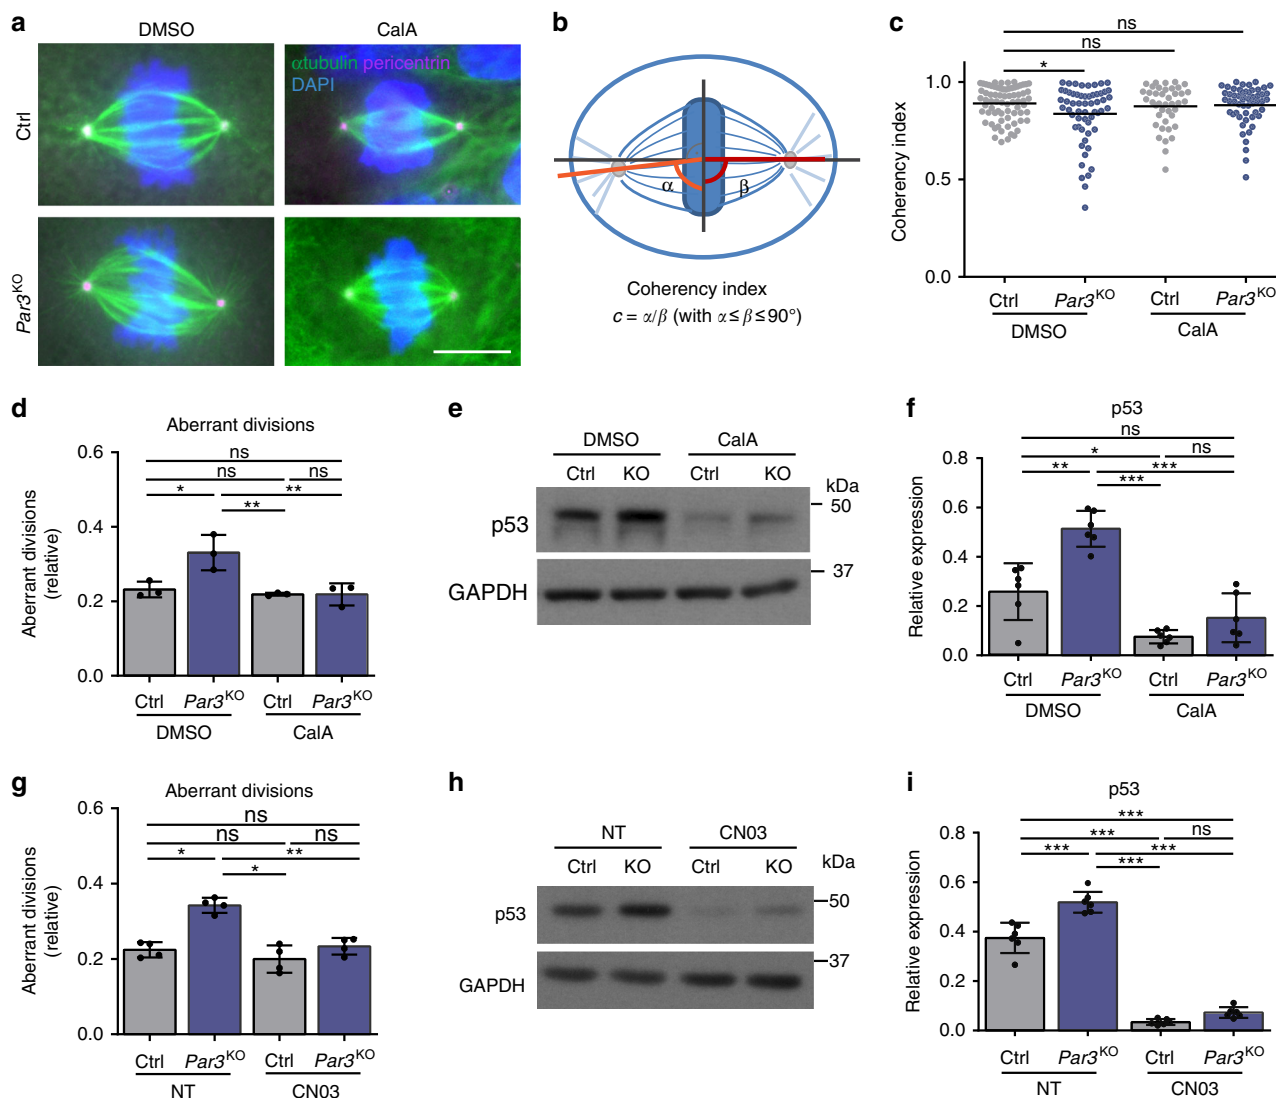 a
DMSO
CalA
Ctrl
αtubulin pericentrin
DAPI
Par3KO
b
α
β
Coherency index
c = α/β (with α ≤ β ≤ 90°)
c
ns
ns
*
Coherency index
1.0
0.5
0.0
Ctrl
Par3KO
Ctrl
Par3KO
DMSO
CalA
d
Aberrant divisions
Aberrant divisions
(relative)
0.6
0.4
0.2
0.0
ns
ns
ns
*
**
**
Ctrl
Par3KO
Ctrl
Par3KO
DMSO
CalA
e
DMSO
CalA
Ctrl
KO
Ctrl
KO
kDa
p53
50
GAPDH
37
f
p53
Relative expression
0.8
0.6
0.4
0.2
0.0
ns
*
ns
**
***
***
Ctrl
Par3KO
Ctrl
Par3KO
DMSO
CalA
g
Aberrant divisions
Aberrant divisions
(relative)
0.6
0.4
0.2
0.0
ns
ns
ns
*
**
*
Ctrl
Par3KO
Ctrl
Par3KO
NT
CN03
h
NT
CN03
Ctrl
KO
Ctrl
KO
kDa
p53
50
GAPDH
37
i
p53
Relative expression
0.8
0.6
0.4
0.2
0.0
***
***
ns
***
***
***
Ctrl
Par3KO
Ctrl
Par3KO
NT
CN03